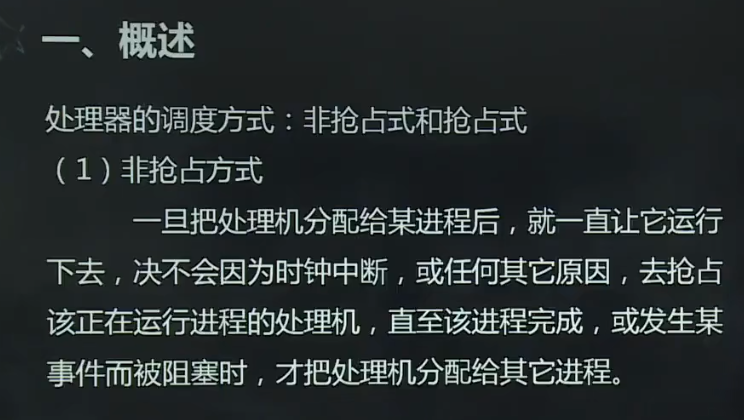 一、概述
处理器的调度方式：非抢占式和抢占式
（1）非抢占方式
一旦把处理机分配给某进程后，就一直让它运行
下去，决不会因为时钟中断，或任何其它原因，去抢占
该正在运行进程的处理机，直至该进程完成，或发生某
事件而被阻塞时，才把处理机分配给其它进程。